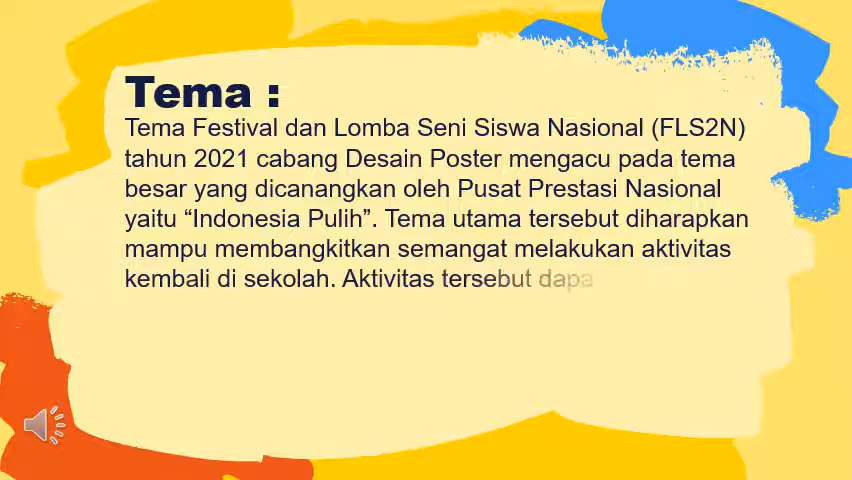 Tema :
Tema Festival dan Lomba Seni Siswa Nasional (FLS2N)
tahun 2021 cabang Desain Poster mengacu pada tema
besar yang dicanangkan oleh Pusat Prestasi Nasional
yaitu “Indonesia Pulih”. Tema utama tersebut diharapkan
mampu membangkitkan semangat melakukan aktivitas
kembali di sekolah. Aktivitas tersebut dapa